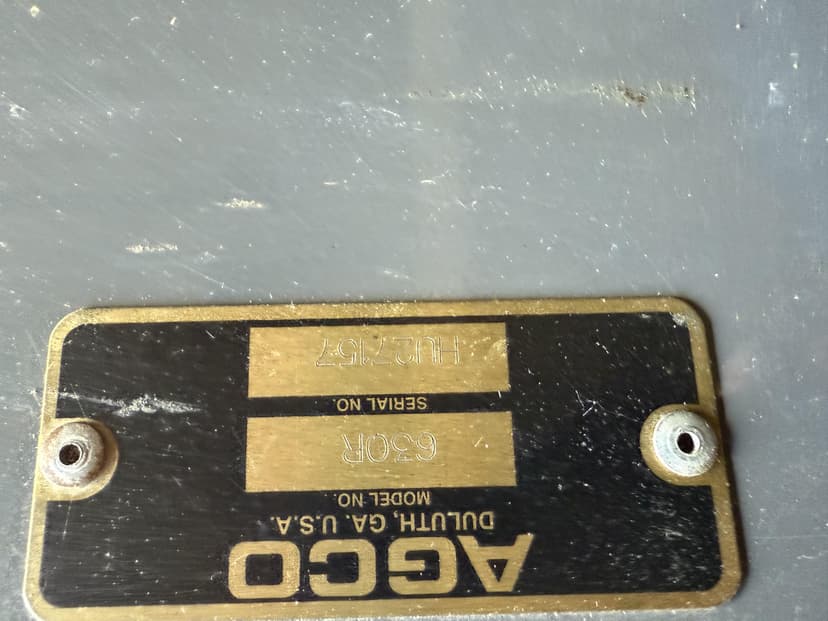 AGCO
DULUTH, GA. U.S.A.
MODEL NO.
630R
SERIAL NO.
HU27157